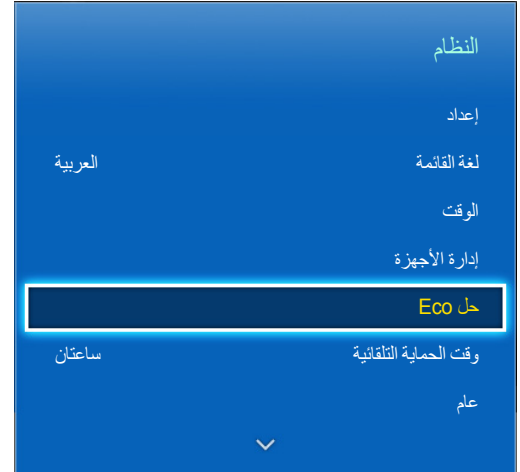 النظام
إعداد
لغة القائمة العربية
الوقت
إدارة الأجهزة
حل Eco
وقت الحماية التلقائية ساعتان
عام